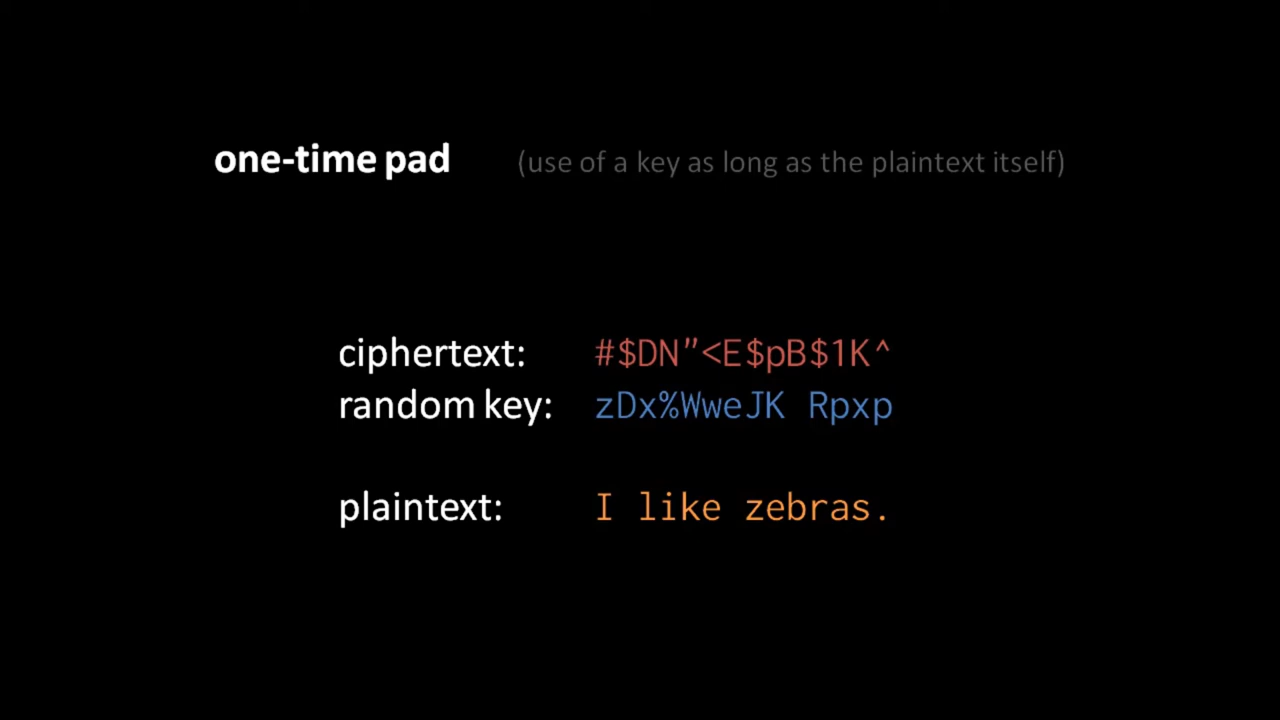 one-time pad (use of a key as long as the plaintext itself)
ciphertext: #$DN"<E$pB$1K^
random key: zDx%WweJK Rpxp
plaintext: I like zebras.